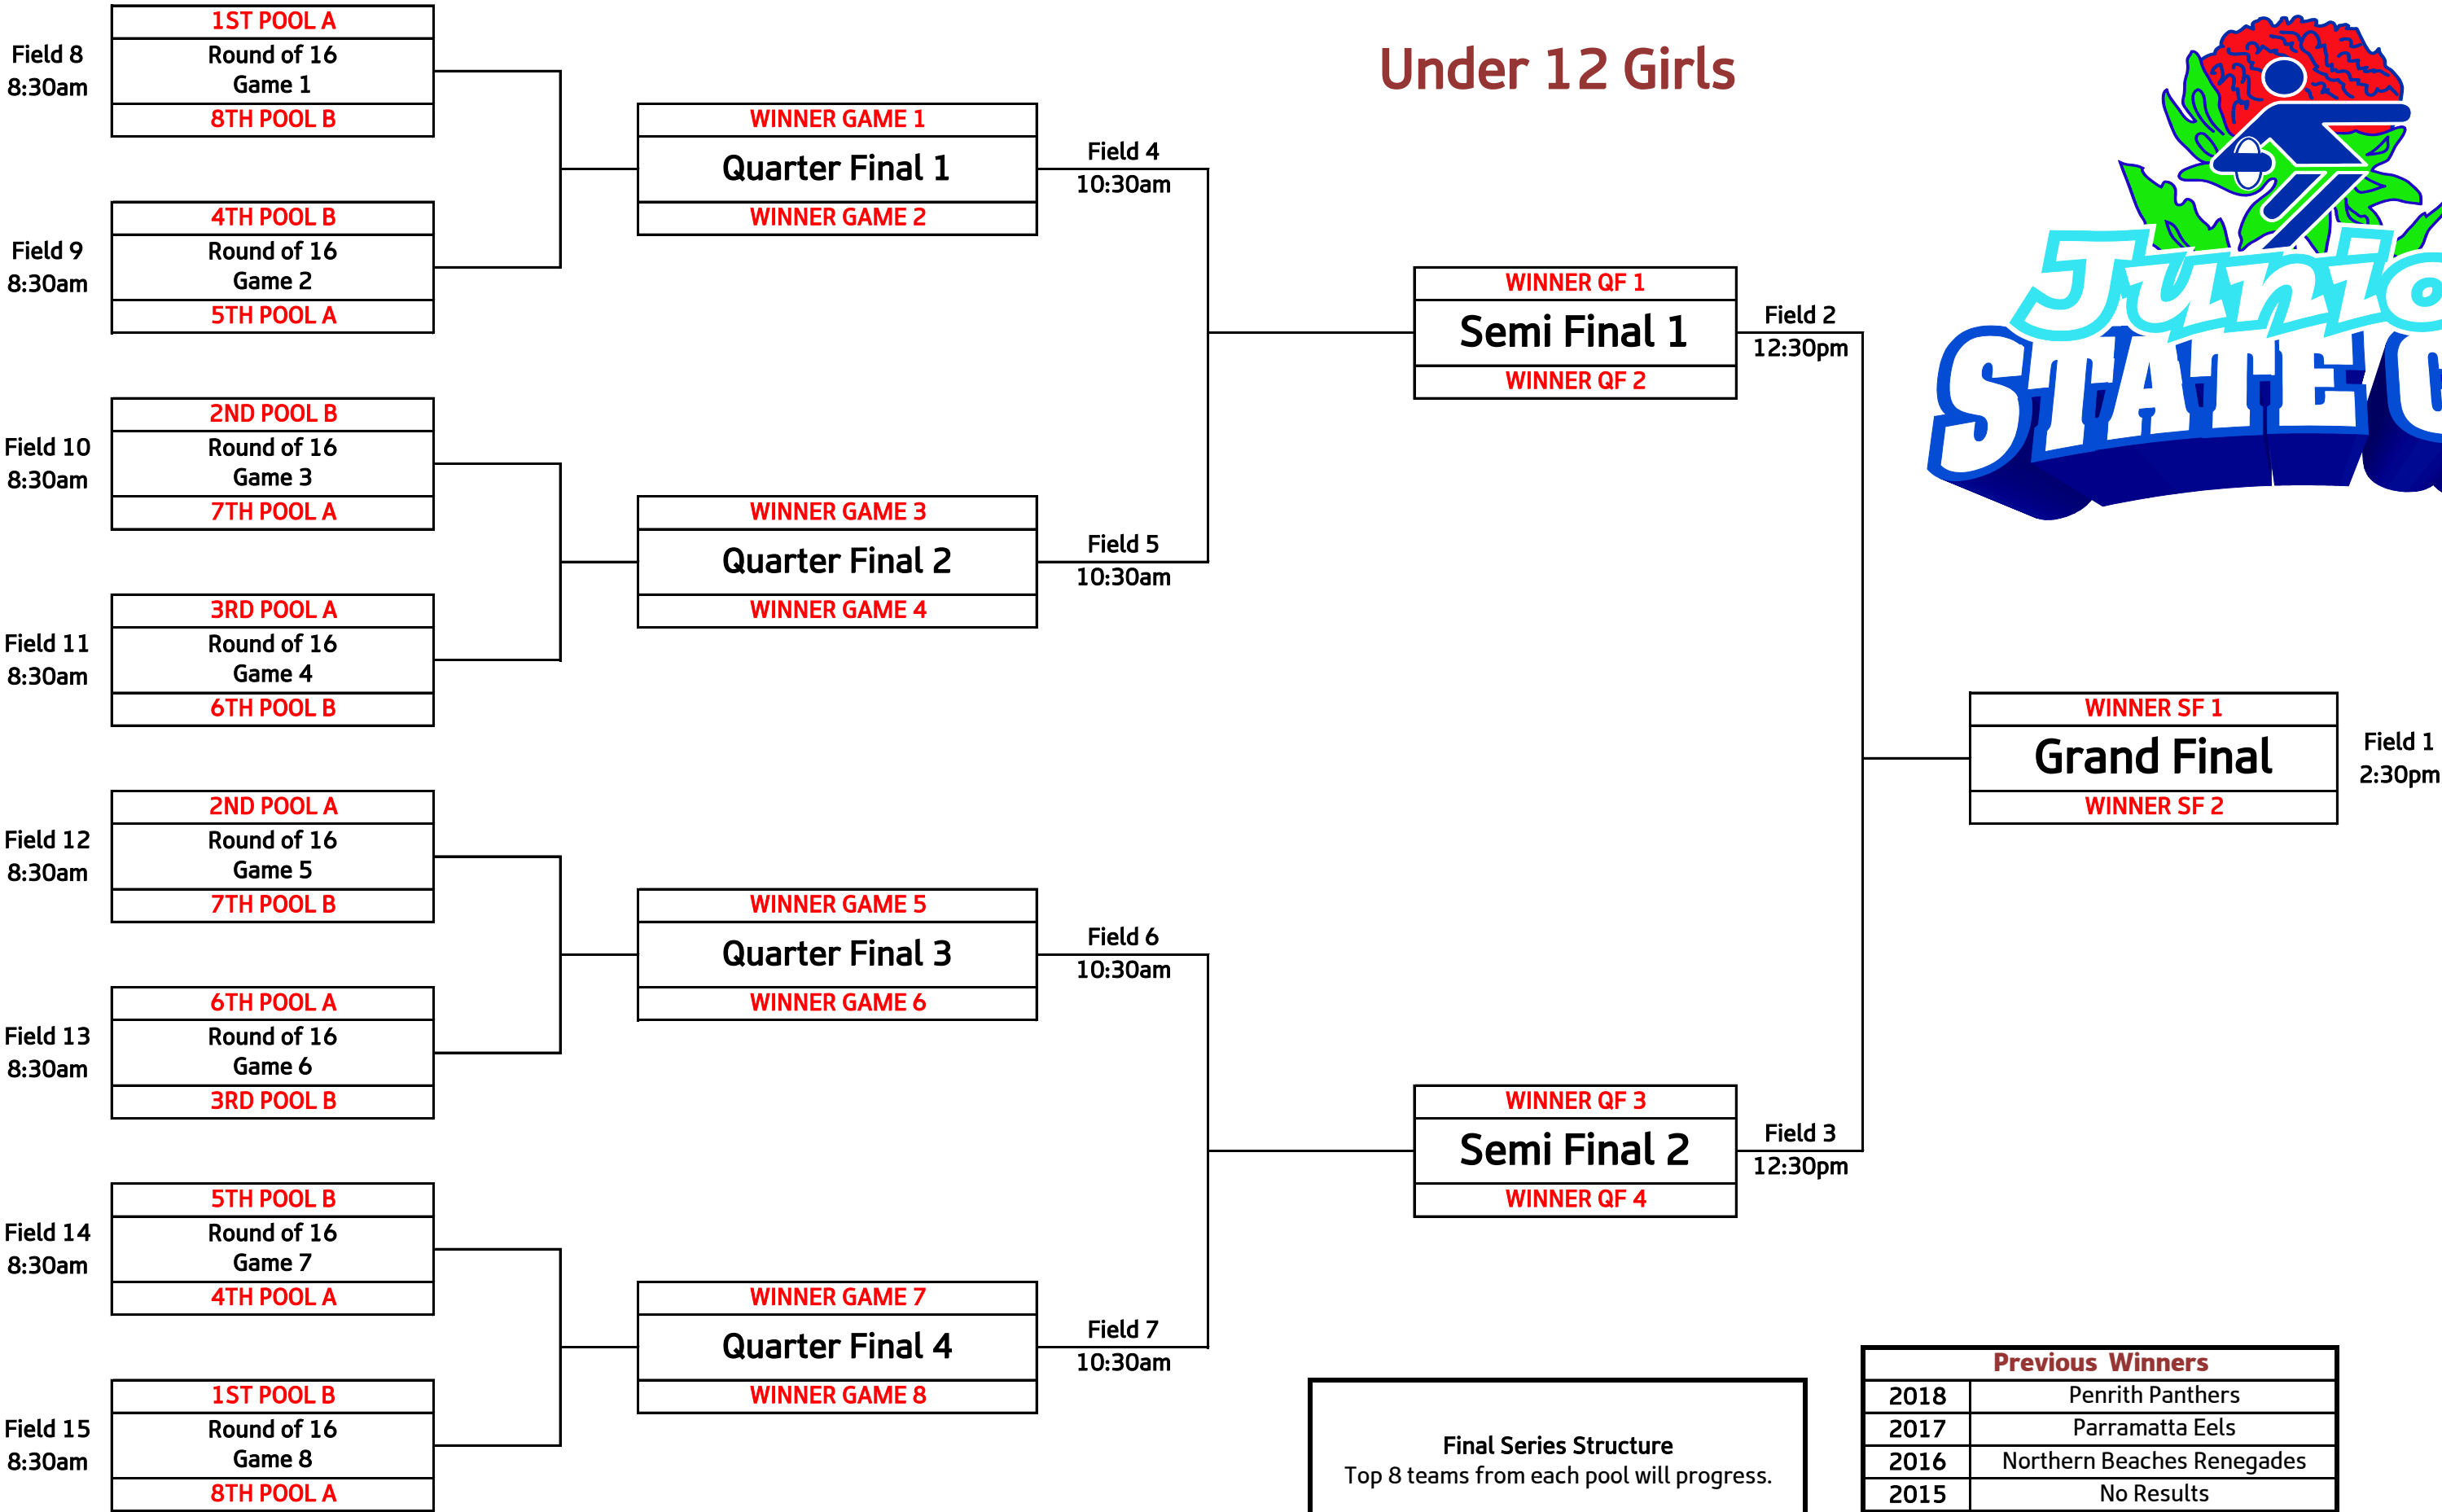 Under 12 Girls
Field 8
8:30am
1ST POOL A
Round of 16
Game 1
8TH POOL B
Field 9
8:30am
4TH POOL B
Round of 16
Game 2
5TH POOL A
Field 10
8:30am
2ND POOL B
Round of 16
Game 3
7TH POOL A
Field 11
8:30am
3RD POOL A
Round of 16
Game 4
6TH POOL B
Field 12
8:30am
2ND POOL A
Round of 16
Game 5
7TH POOL B
Field 13
8:30am
6TH POOL A
Round of 16
Game 6
3RD POOL B
Field 14
8:30am
5TH POOL B
Round of 16
Game 7
4TH POOL A
Field 15
8:30am
1ST POOL B
Round of 16
Game 8
8TH POOL A
WINNER GAME 1
Quarter Final 1
WINNER GAME 2
Field 4
10:30am
WINNER GAME 3
Quarter Final 2
WINNER GAME 4
Field 5
10:30am
WINNER GAME 5
Quarter Final 3
WINNER GAME 6
Field 6
10:30am
WINNER GAME 7
Quarter Final 4
WINNER GAME 8
Field 7
10:30am
WINNER QF 1
Semi Final 1
WINNER QF 2
Field 2
12:30pm
WINNER QF 3
Semi Final 2
WINNER QF 4
Field 3
12:30pm
Junio
STATE C
WINNER SF 1
Grand Final
WINNER SF 2
Field 1
2:30pm
Final Series Structure
Top 8 teams from each pool will progress.
Previous Winners
2018 Penrith Panthers
2017 Parramatta Eels
2016 Northern Beaches Renegades
2015 No Results